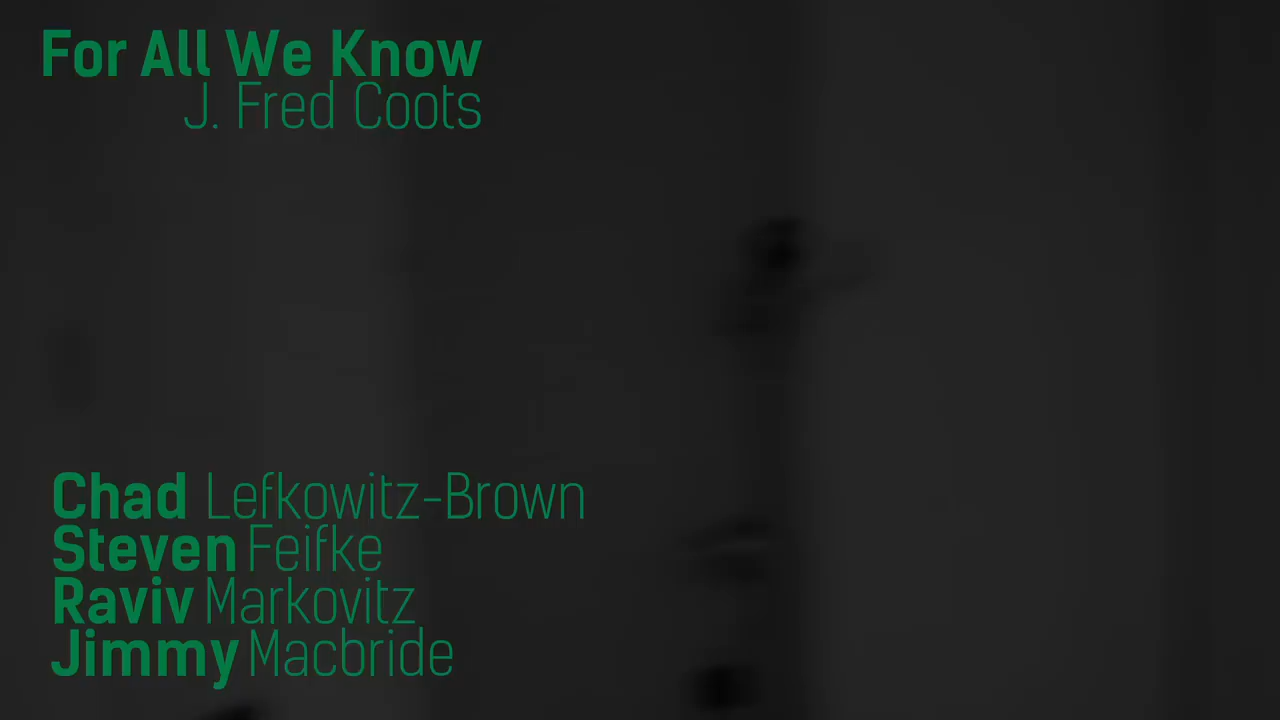 For All We Know
J. Fred Coots
Chad Lefkowitz-Brown
Steven Feifke
Raviv Markovitz
Jimmy Macbride